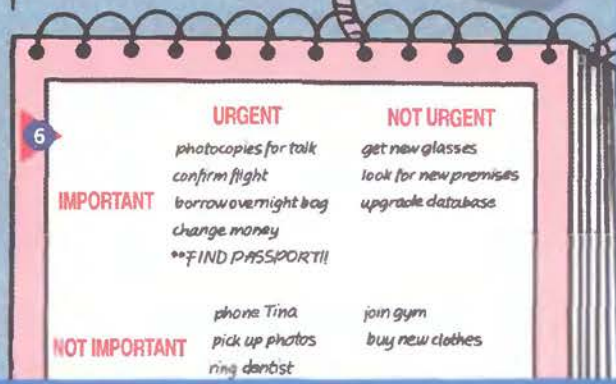 URGENT NOT URGENT
6
photocopies for talk get new glasses
confirm flight look for new premises
IMPORTANT borrow overnight bag upgrade database
change money
**FIND PASSPORT!!
phone Tina join gym
NOT IMPORTANT pick up photos buy new clothes
ring dentist